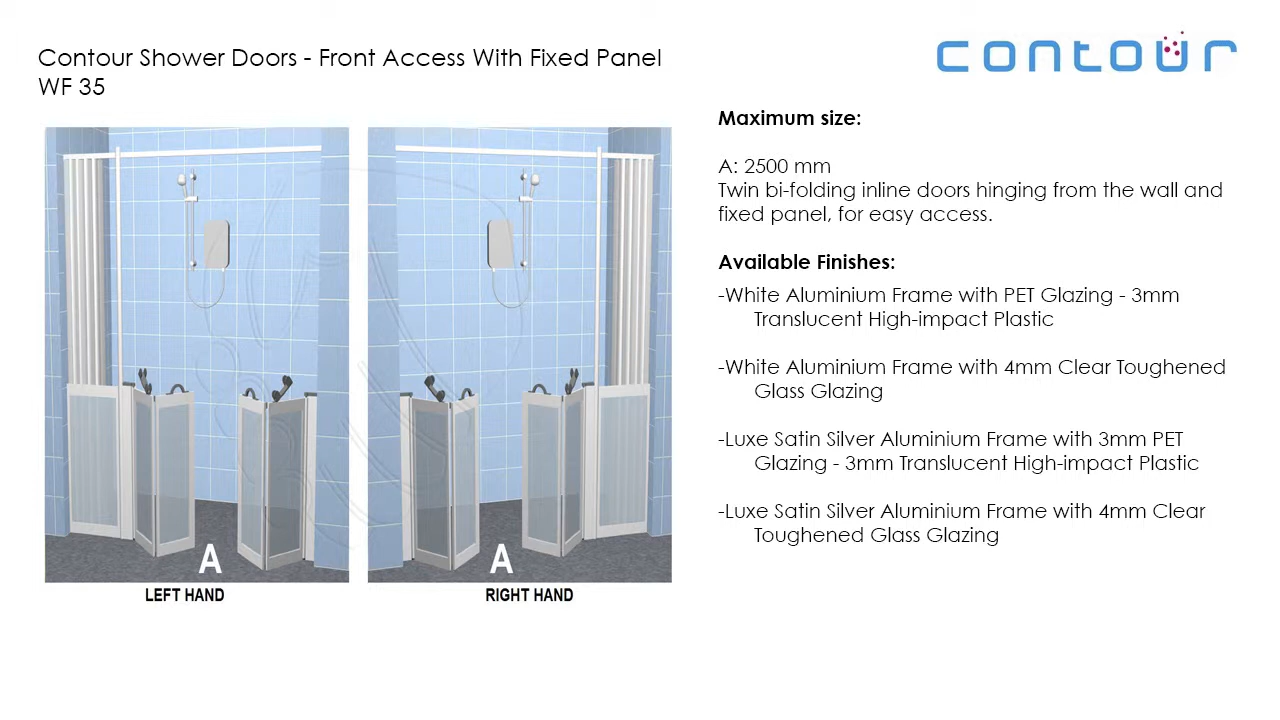 Contour Shower Doors - Front Access With Fixed Panel
WF 35
contour
Maximum size:
A: 2500 mm
Twin bi-folding inline doors hinging from the wall and
fixed panel, for easy access.
Available Finishes:
-White Aluminium Frame with PET Glazing - 3mm
Translucent High-impact Plastic
-White Aluminium Frame with 4mm Clear Toughened
Glass Glazing
-Luxe Satin Silver Aluminium Frame with 3mm PET
Glazing - 3mm Translucent High-impact Plastic
-Luxe Satin Silver Aluminium Frame with 4mm Clear
Toughened Glass Glazing
A
A
LEFT HAND
RIGHT HAND